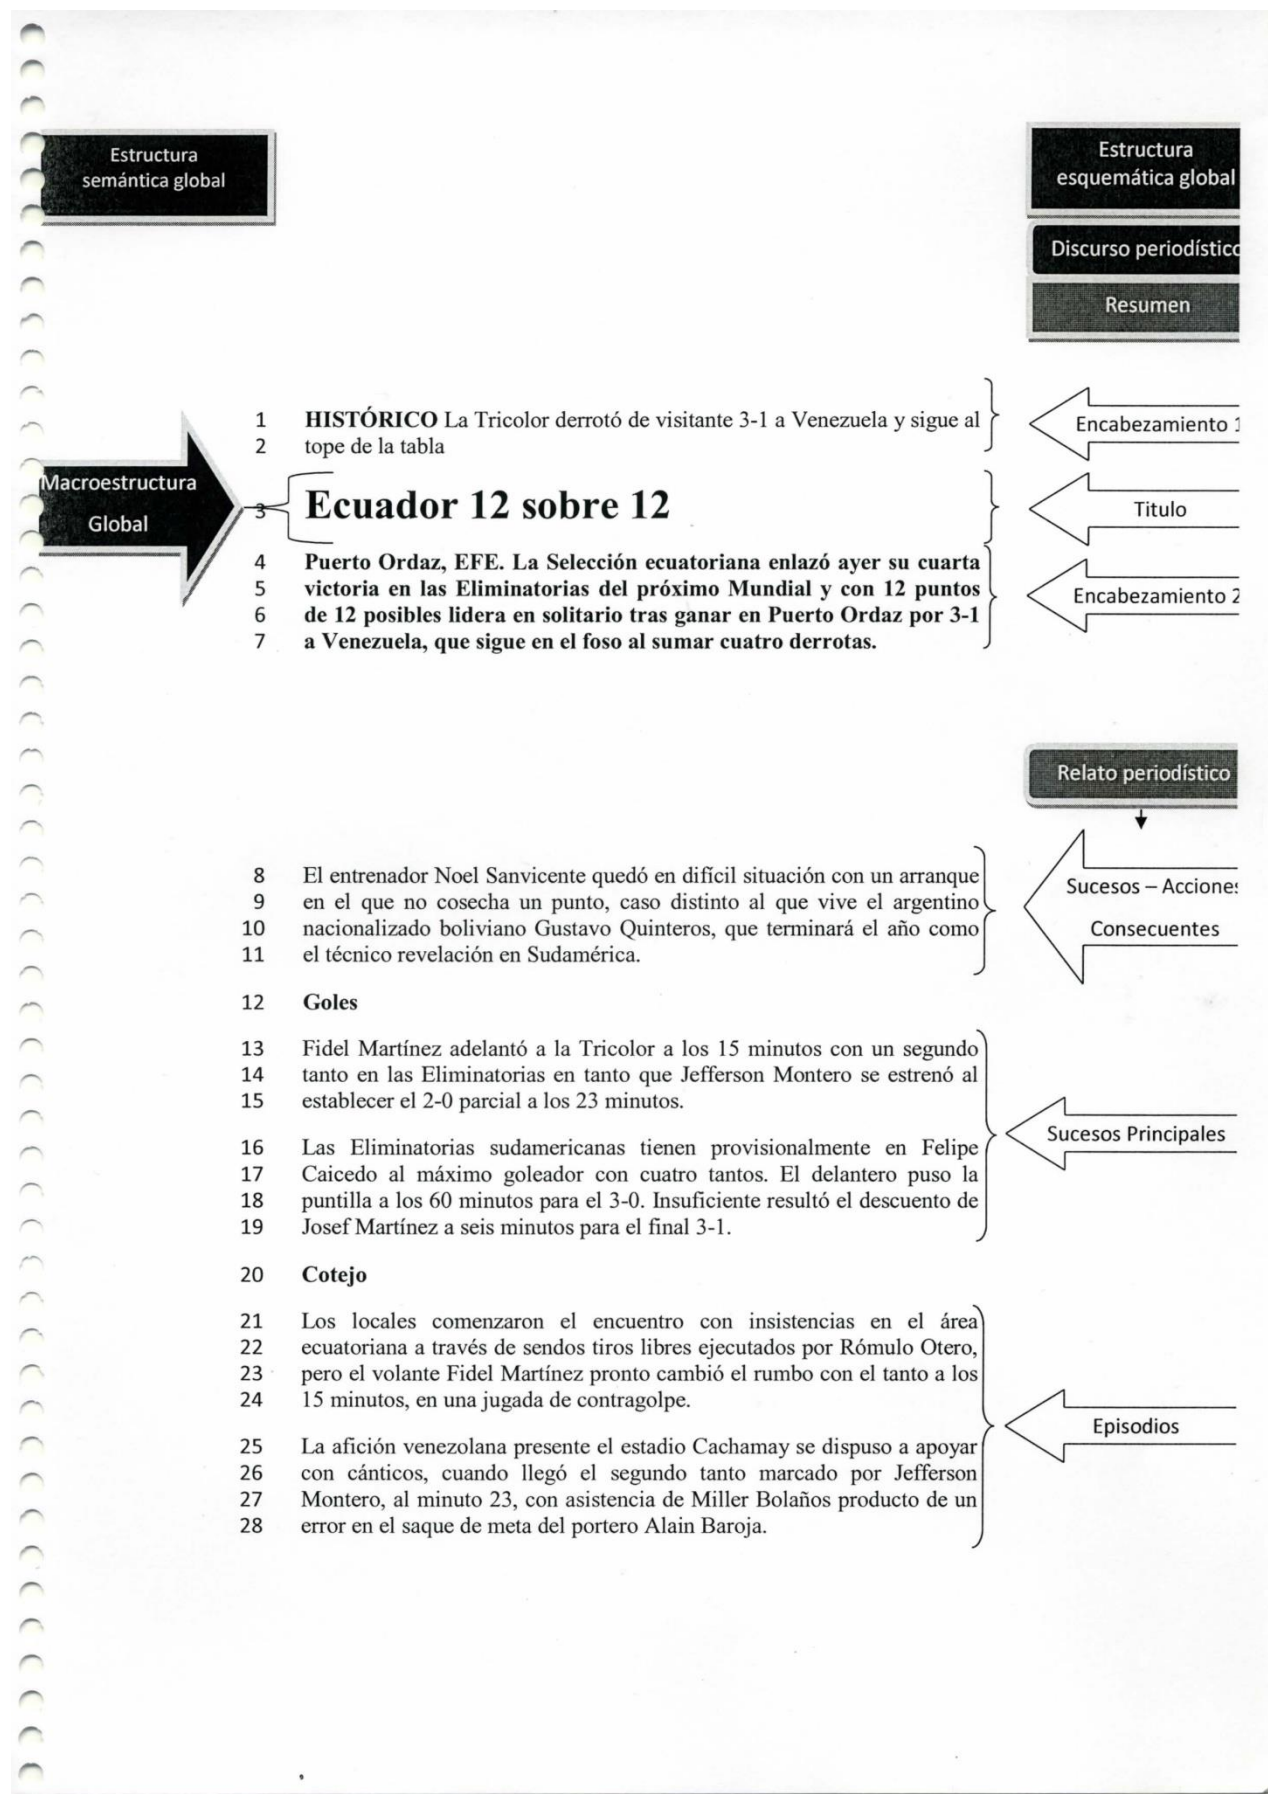 Estructura
semántica global
Estructura
esquemática global
Discurso periodístico
Resumen
1 HISTÓRICO La Tricolor derrotó de visitante 3-1 a Venezuela y sigue al
2 tope de la tabla
Encabezamiento 1
Macroestructura
Global
3 Ecuador 12 sobre 12
Titulo
4 Puerto Ordaz, EFE. La Selección ecuatoriana enlazó ayer su cuarta
5 victoria en las Eliminatorias del próximo Mundial y con 12 puntos
6 de 12 posibles lidera en solitario tras ganar en Puerto Ordaz por 3-1
7 a Venezuela, que sigue en el foso al sumar cuatro derrotas.
Encabezamiento 2
Relato periodístico
8 El entrenador Noel Sanvicente quedó en difícil situación con un arranque
9 en el que no cosecha un punto, caso distinto al que vive el argentino
10 nacionalizado boliviano Gustavo Quinteros, que terminará el año como
11 el técnico revelación en Sudamérica.
Sucesos – Acciones
Consecuentes
12 Goles
13 Fidel Martínez adelantó a la Tricolor a los 15 minutos con un segundo
14 tanto en las Eliminatorias en tanto que Jefferson Montero se estrenó al
15 establecer el 2-0 parcial a los 23 minutos.
16 Las Eliminatorias sudamericanas tienen provisionalmente en Felipe
17 Caicedo al máximo goleador con cuatro tantos. El delantero puso la
18 puntilla a los 60 minutos para el 3-0. Insuficiente resultó el descuento de
19 Josef Martínez a seis minutos para el final 3-1.
Sucesos Principales
20 Cotejo
21 Los locales comenzaron el encuentro con insistencias en el área
22 ecuatoriana a través de sendos tiros libres ejecutados por Rómulo Otero,
23 pero el volante Fidel Martínez pronto cambió el rumbo con el tanto a los
24 15 minutos, en una jugada de contragolpe.
25 La afición venezolana presente el estadio Cachamay se dispuso a apoyar
26 con cánticos, cuando llegó el segundo tanto marcado por Jefferson
27 Montero, al minuto 23, con asistencia de Miller Bolaños producto de un
28 error en el saque de meta del portero Alain Baroja.
Episodios